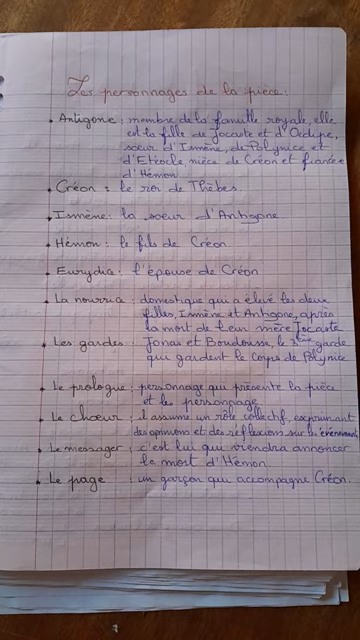 Les personnages de la pièce:
• Antigone : membre de la famille royale, elle
est la fille de Jocaste et d'Oedipe,
soeur d'Ismène, de Polynice et
d'Etéocle, nièce de Créon et fiancée
d'Hémon
• Créon : le roi de Thèbes.
• Ismène : la soeur d'Antigone
• Hémon : le fils de Créon
• Eurydia : l'épouse de Créon
• La nourria : domestique qui a élevé les deux
filles, Ismène et Antigone, après
la mort de leur mère Jocaste
• Les gardes : Jonas et Boudousse, le 3ème garde
qui gardent le corps de Polynice
• Le prologue : personnage qui présente la pièce
et les personnage
• Le chœur : il assume un rôle collectif, exprimant
des opinions et des réflexions sur les événements
• Le messager : c'est lui qui viendra annoncer
la mort d'Hémon
• Le page : un garçon qui accompagne Créon.